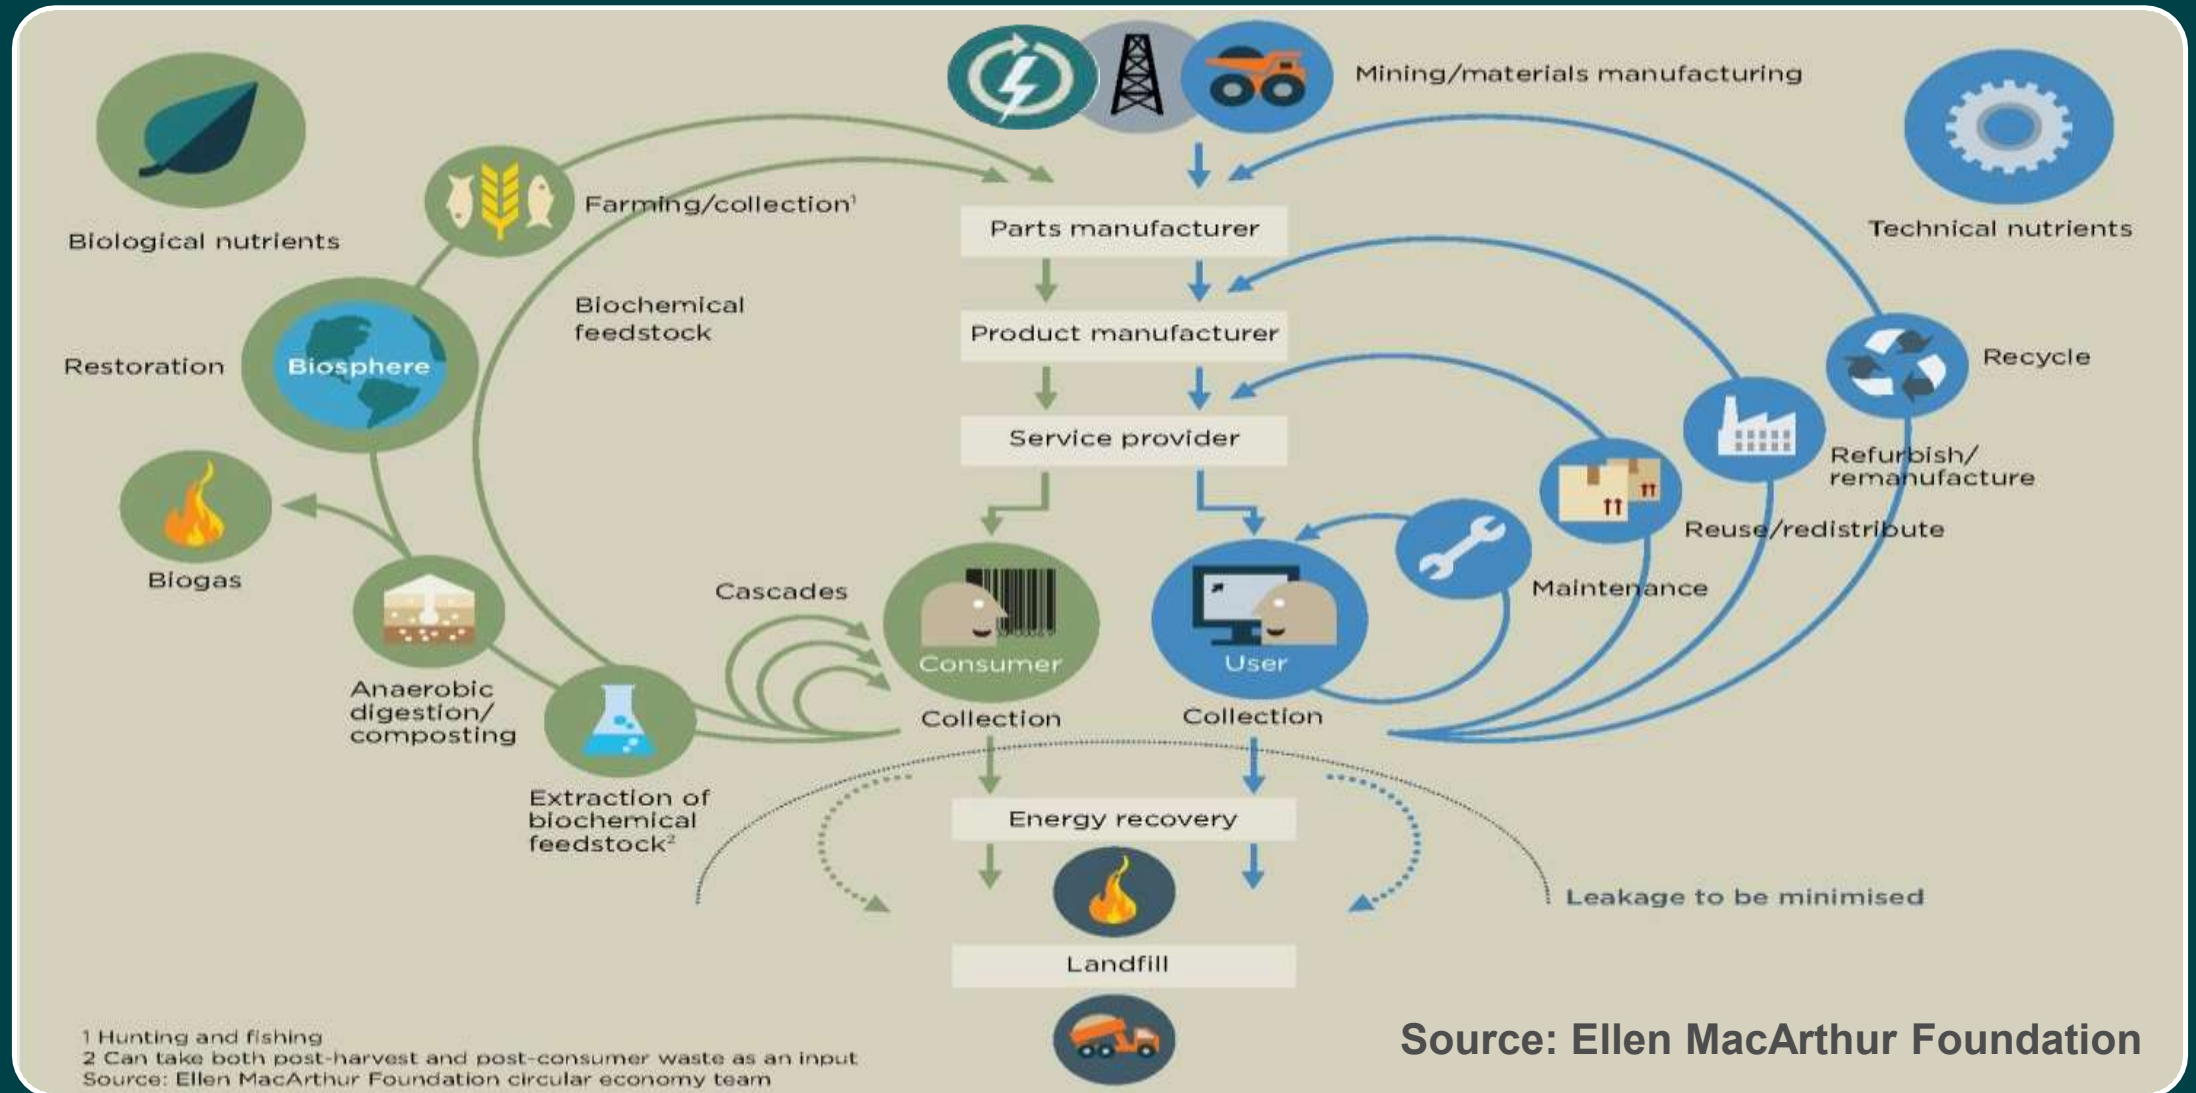 Mining/materials manufacturing
Biological nutrients
Farming/collection¹
Technical nutrients
Parts manufacturer
Biochemical
feedstock
Product manufacturer
Restoration
Biosphere
Recycle
Service provider
Refurbish/
remanufacture
Reuse/redistribute
Biogas
Cascades
Maintenance
Consumer
User
Anaerobic
digestion/
composting
Collection
Collection
Extraction of
biochemical
feedstock²
Energy recovery
Leakage to be minimised
Landfill
1 Hunting and fishing
2 Can take both post-harvest and post-consumer waste as an input
Source: Ellen MacArthur Foundation circular economy team
Source: Ellen MacArthur Foundation